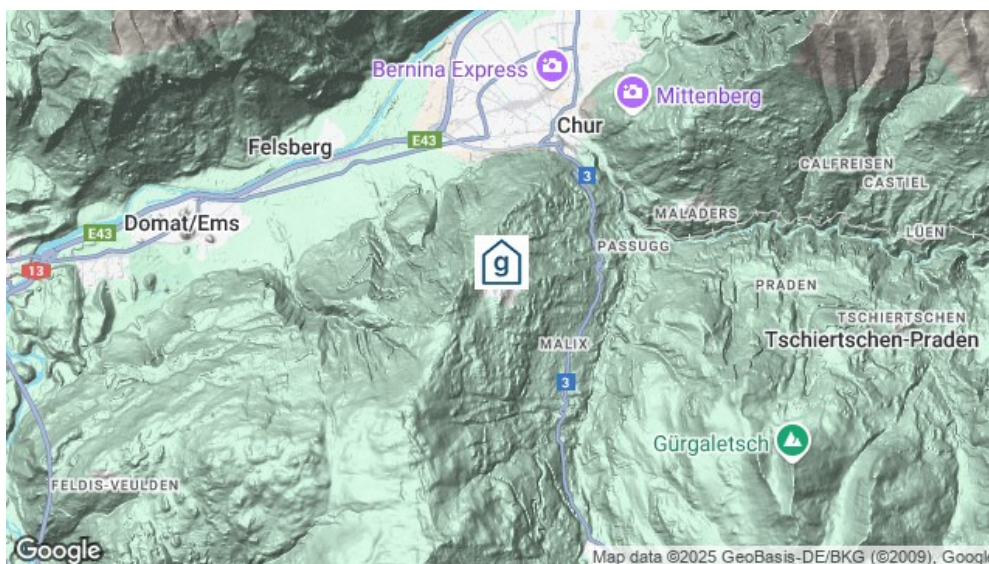 Bernina Express
Mittenberg
Chur
Felsberg
E43
3
CALFREISEN
CASTIEL
Domat/Ems
MALADERS
E43
LÜEN
PASSUGG
13
g
PRADEN
TSCHIERTSCHEN
MALIX
Tschiertschen-Praden
3
Gürgaletsch
FELDIS-VEULDEN
Google
Map data ©2025 GeoBasis-DE/BKG (©2009), Google